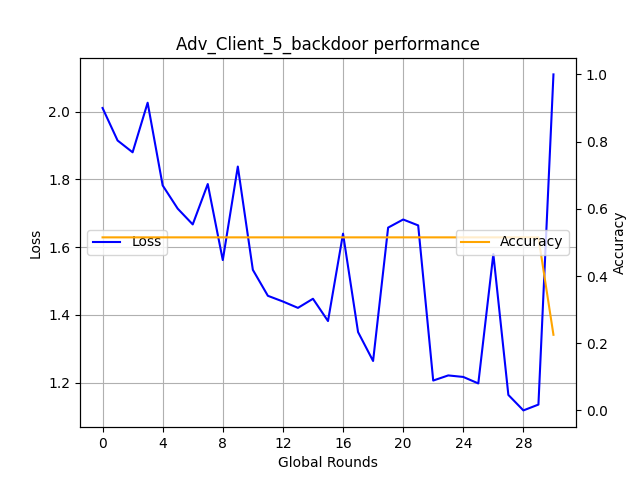 Adv_Client_5_backdoor performance
Loss
2.0
1.8
1.6
1.4
1.2
Loss
Accuracy
1.0
0.8
0.6
0.4
0.2
0.0
Accuracy
0 4 8 12 16 20 24 28
Global Rounds